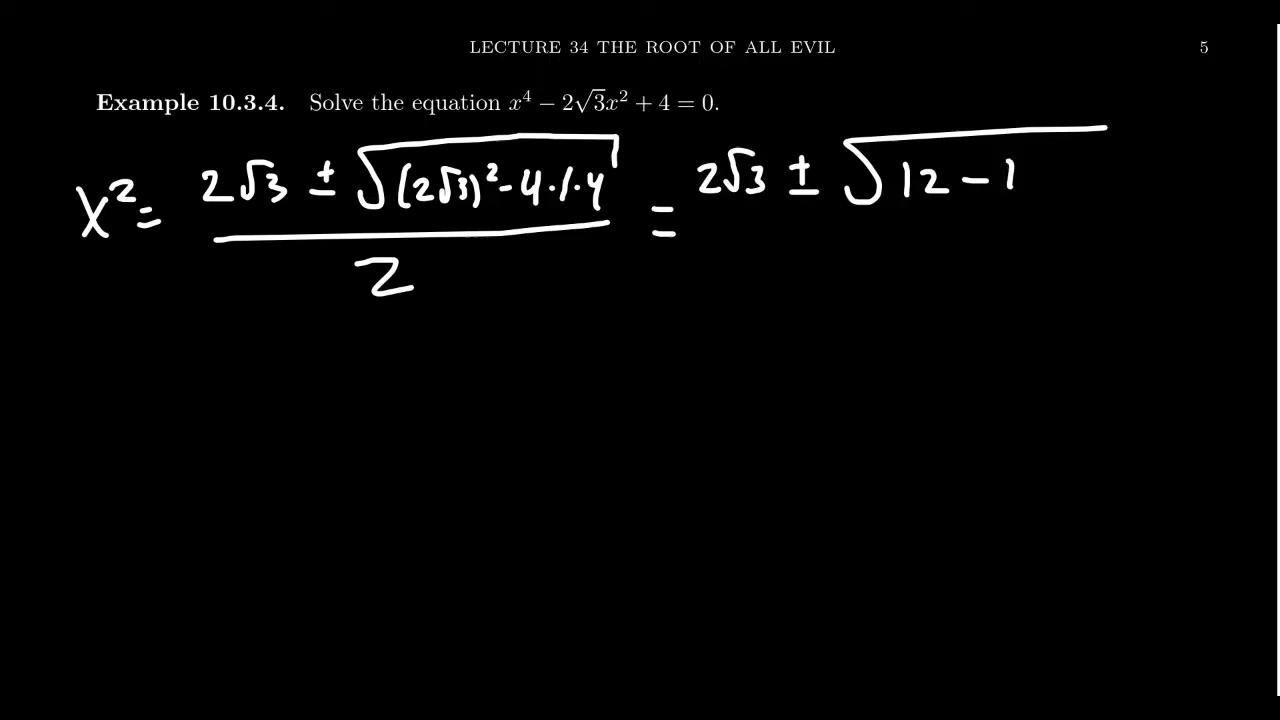 LECTURE 34 THE ROOT OF ALL EVIL 5
Example 10.3.4. Solve the equation x⁴ − 2√3x² + 4 = 0.
x² = (2√3 ± √((2√3)² - 4·1·4)) / 2 = 2√3 ± √(12 − 1